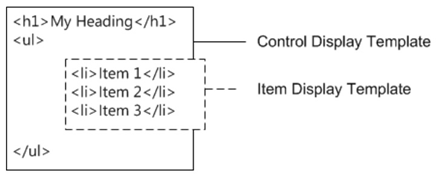 <h1>My Heading</h1>
<ul>
Control Display Template
<li>Item 1</li>
<li>Item 2</li>
<li>Item 3</li>
Item Display Template
</ul>